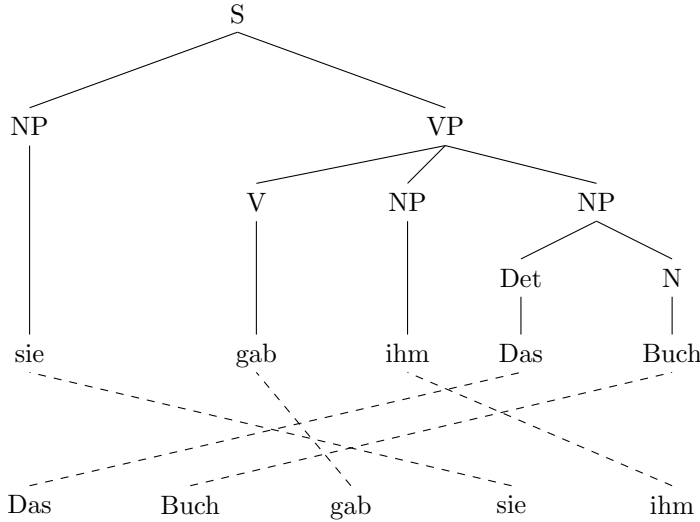 S
NP VP
V NP NP
Det N
sie gab ihm Das Buch
Das Buch gab sie ihm